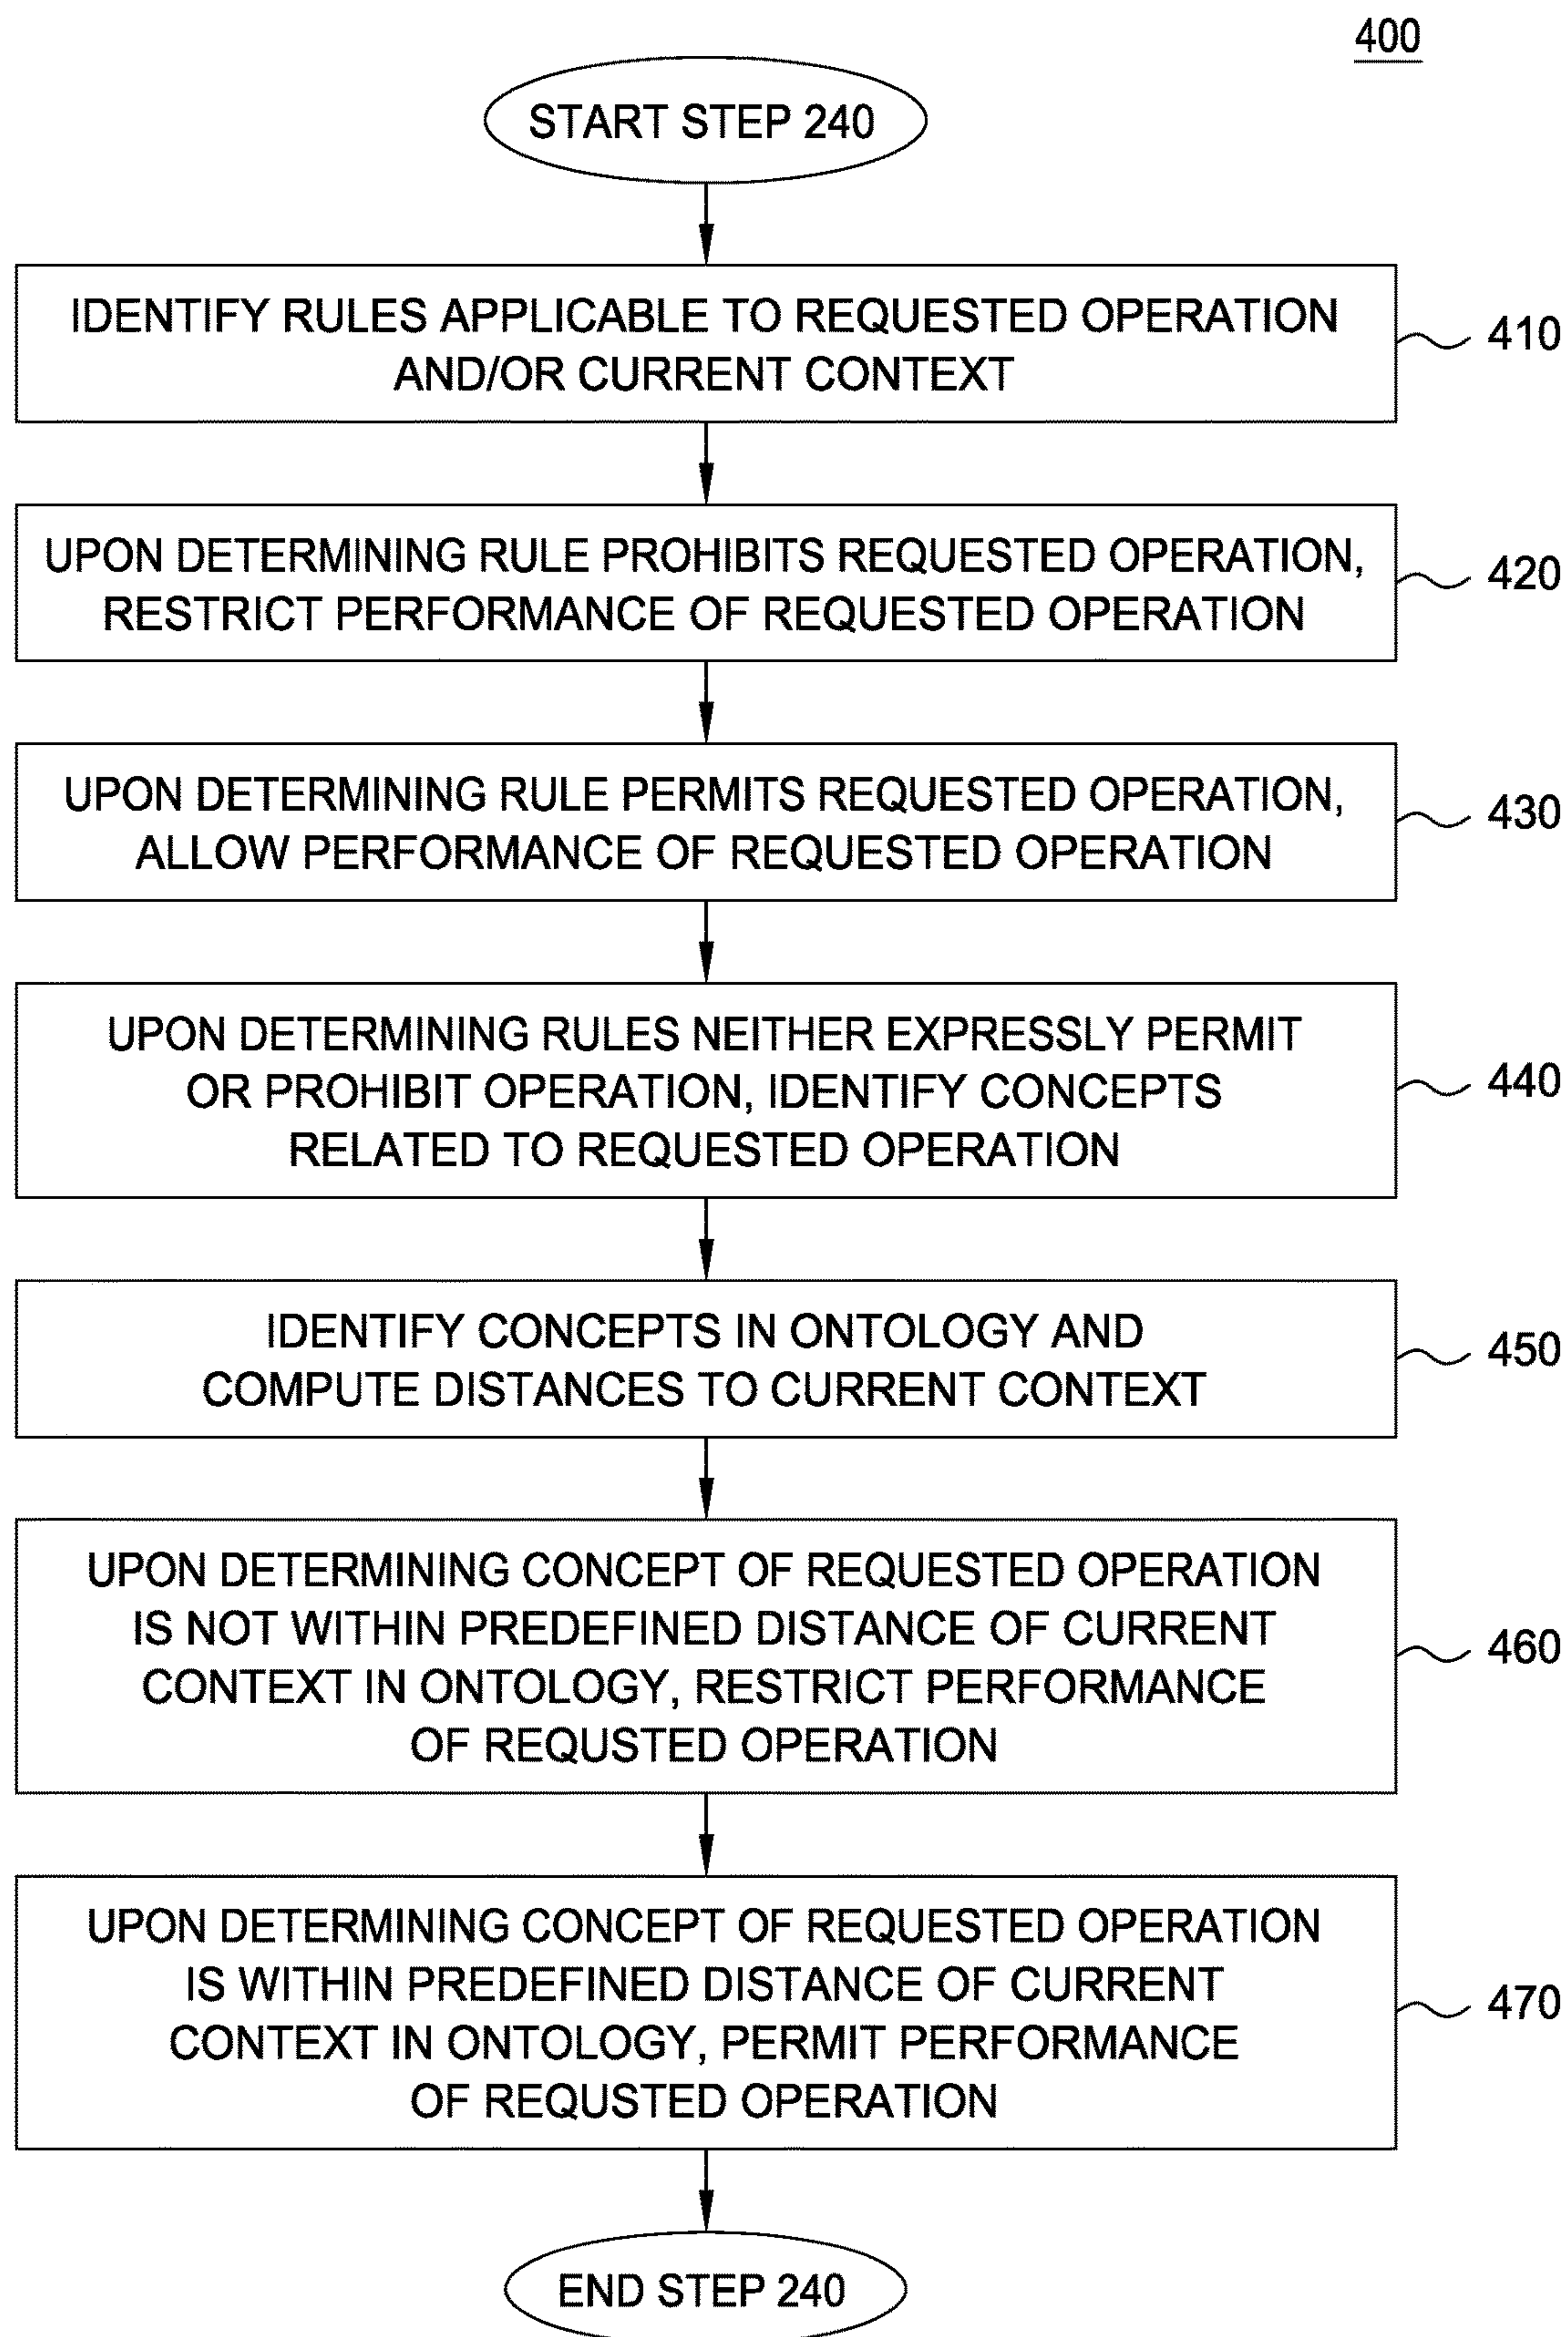 400
START STEP 240
IDENTIFY RULES APPLICABLE TO REQUESTED OPERATION
AND/OR CURRENT CONTEXT
410
UPON DETERMINING RULE PROHIBITS REQUESTED OPERATION,
RESTRICT PERFORMANCE OF REQUESTED OPERATION
420
UPON DETERMINING RULE PERMITS REQUESTED OPERATION,
ALLOW PERFORMANCE OF REQUESTED OPERATION
430
UPON DETERMINING RULES NEITHER EXPRESSLY PERMIT
OR PROHIBIT OPERATION, IDENTIFY CONCEPTS
RELATED TO REQUESTED OPERATION
440
IDENTIFY CONCEPTS IN ONTOLOGY AND
COMPUTE DISTANCES TO CURRENT CONTEXT
450
UPON DETERMINING CONCEPT OF REQUESTED OPERATION
IS NOT WITHIN PREDEFINED DISTANCE OF CURRENT
CONTEXT IN ONTOLOGY, RESTRICT PERFORMANCE
OF REQUSTED OPERATION
460
UPON DETERMINING CONCEPT OF REQUESTED OPERATION
IS WITHIN PREDEFINED DISTANCE OF CURRENT
CONTEXT IN ONTOLOGY, PERMIT PERFORMANCE
OF REQUSTED OPERATION
470
END STEP 240